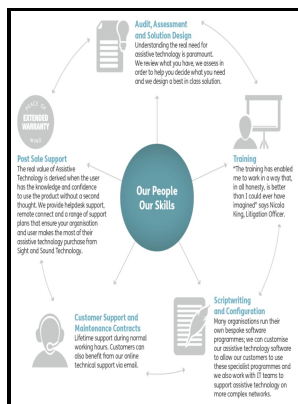 Audit, Assessment
and Solution Design
Understanding the real need for
assistive technology is paramount.
We review what you have, we assess in
order to help you decide what you need
and we design a best in class solution.
PEACE OF
EXTENDED
WARRANTY
MIND
Post Sale Support
The real value of Assistive
Technology is derived when the user
has the knowledge and confidence
to use the product without a second
thought. We provide helpdesk support,
remote connect and a range of support
plans that ensure your organisation
and user makes the most of their
assistive technology purchase from
Sight and Sound Technology.
Our People
Our Skills
Training
"The training has enabled
me to work in a way that,
in all honesty, is better
than I could ever have
imagined" says Nicola
King, Litigation Officer.
Customer Support and
Maintenance Contracts
Lifetime support during normal
working hours. Customers can
also benefit from our online
technical support via email.
Scriptwriting
and Configuration
Many organisations run their
own bespoke software
programmes; we can customise
our assistive technology software
to allow our customers to use
these specialist programmes and
we also work with IT teams to
support assistive technology on
more complex networks.